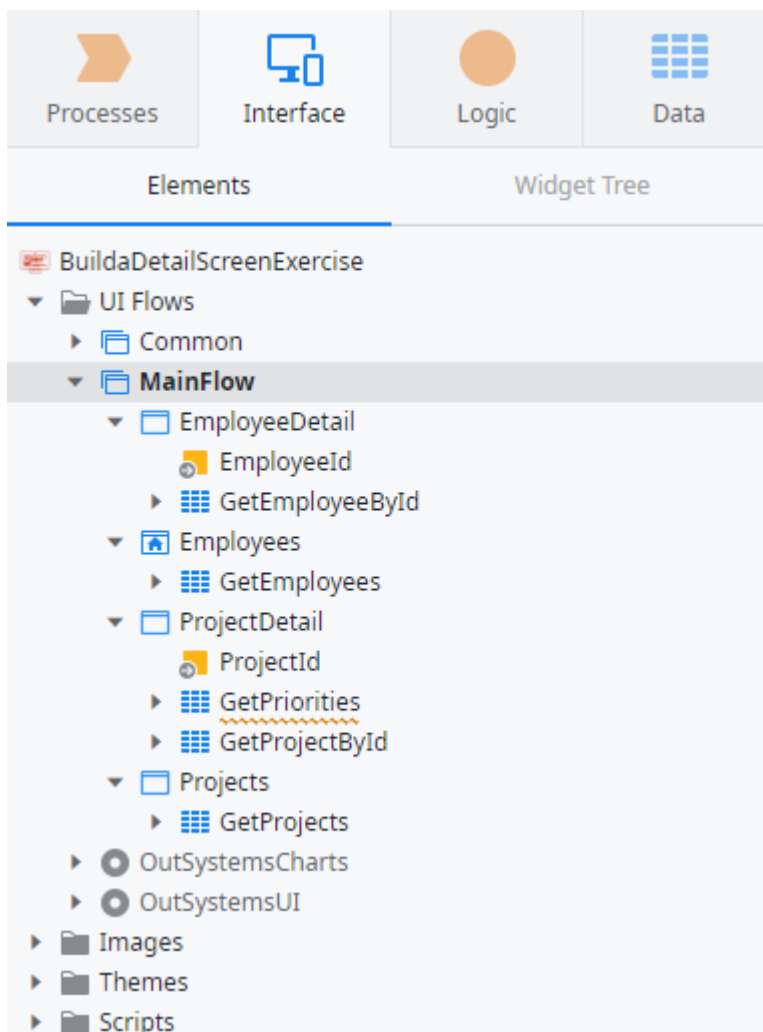 Processes Interface Logic Data
Elements Widget Tree
BuildaDetailScreenExercise
UI Flows
Common
MainFlow
EmployeeDetail
EmployeeId
GetEmployeeById
Employees
GetEmployees
ProjectDetail
ProjectId
GetPriorities
GetProjectById
Projects
GetProjects
OutSystemsCharts
OutSystemsUI
Images
Themes
Scripts